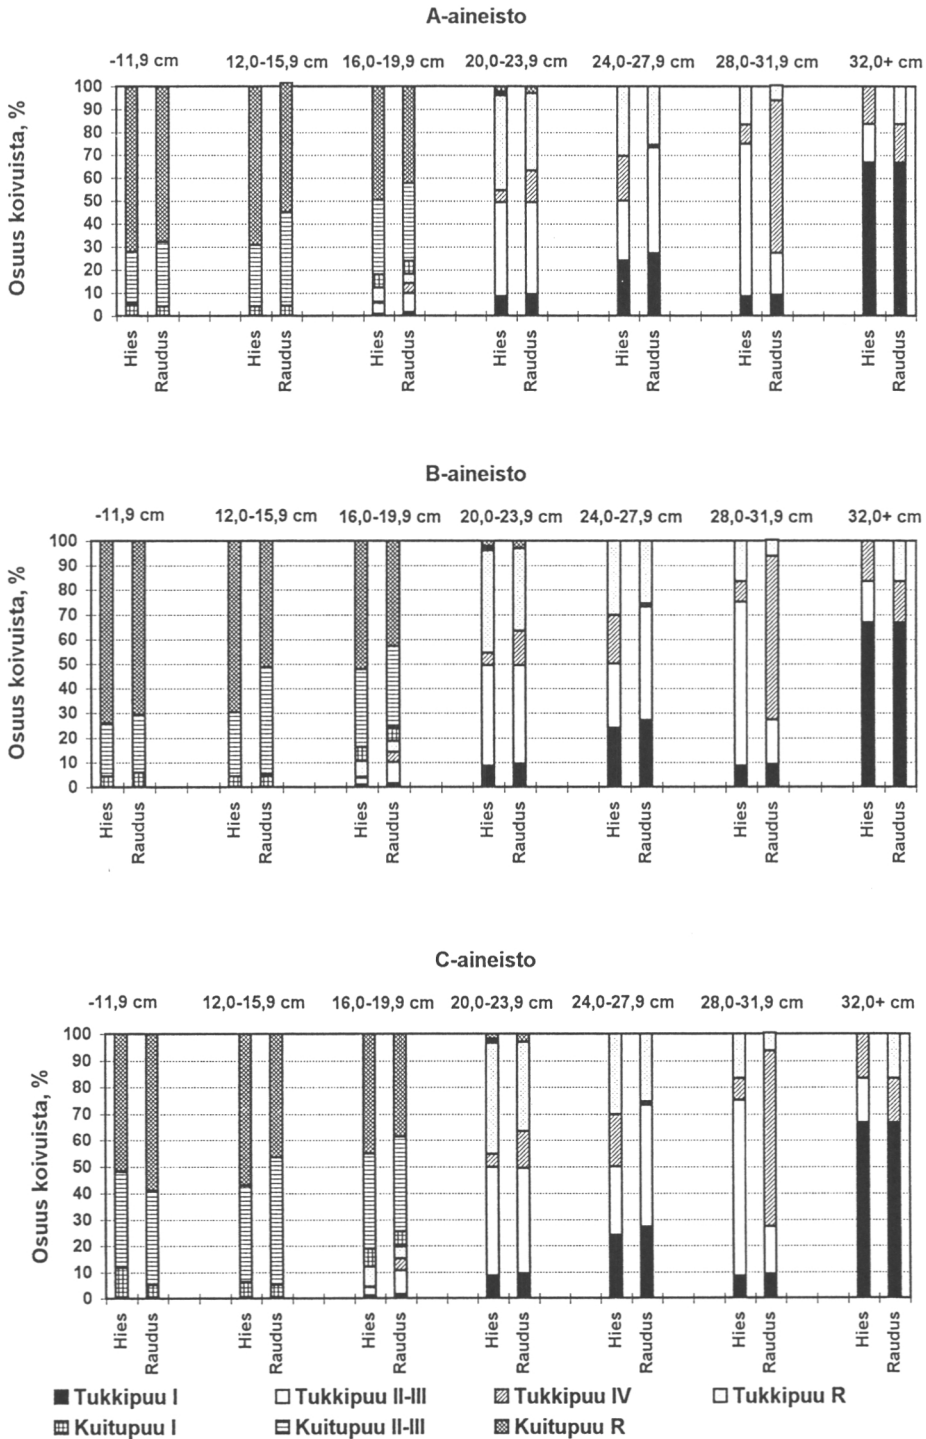 A-aineisto
-11,9 cm 12,0-15,9 cm 16,0-19,9 cm 20,0-23,9 cm 24,0-27,9 cm 28,0-31,9 cm 32,0+ cm
Osuus koivuista, %
100
90
80
70
60
50
40
30
20
10
0
Hies Raudus Hies Raudus Hies Raudus Hies Raudus Hies Raudus Hies Raudus Hies Raudus
B-aineisto
-11,9 cm 12,0-15,9 cm 16,0-19,9 cm 20,0-23,9 cm 24,0-27,9 cm 28,0-31,9 cm 32,0+ cm
Osuus koivuista, %
100
90
80
70
60
50
40
30
20
10
0
Hies Raudus Hies Raudus Hies Raudus Hies Raudus Hies Raudus Hies Raudus Hies Raudus
C-aineisto
-11,9 cm 12,0-15,9 cm 16,0-19,9 cm 20,0-23,9 cm 24,0-27,9 cm 28,0-31,9 cm 32,0+ cm
Osuus koivuista, %
100
90
80
70
60
50
40
30
20
10
0
Hies Raudus Hies Raudus Hies Raudus Hies Raudus Hies Raudus Hies Raudus Hies Raudus
Tukkipuu I Tukkipuu II-III Tukkipuu IV Tukkipuu R
Kuitupuu I Kuitupuu II-III Kuitupuu R